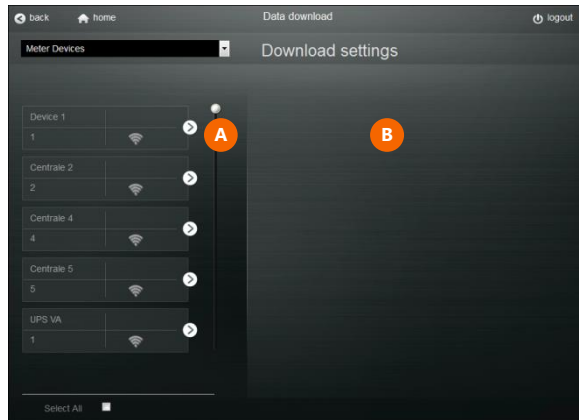 back home Data download logout
Meter Devices
Download settings
Device 1
1
A
B
Centrale 2
2
Centrale 4
4
Centrale 5
5
UPS VA
1
Select All